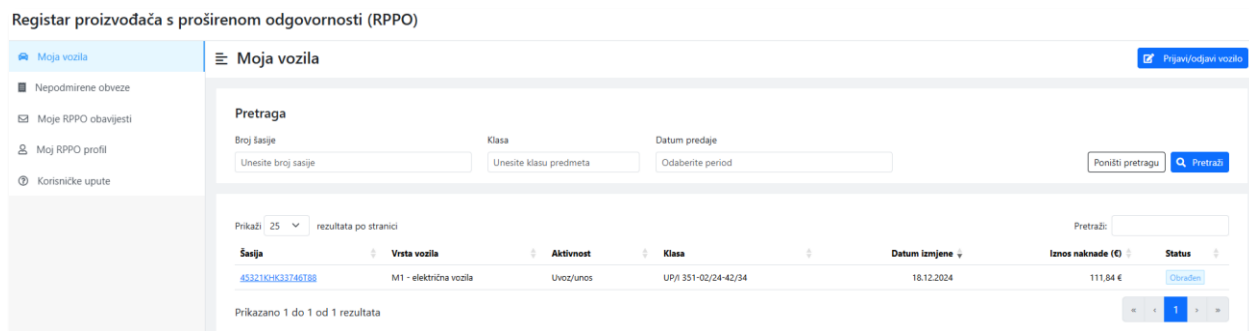 Registar proizvođača s proširenom odgovornosti (RPPO)
Moja vozila
Nepodmirene obveze
Moje RPPO obavijesti
Moj RPPO profil
Korisničke upute
Moja vozila
Prijavi/odjavi vozilo
Pretraga
Broj šasije Klasa Datum predaje
Unesite broj sasije Unesite klasu predmeta Odaberite period Poništi pretragu Pretraži
Prikaži 25 rezultata po stranici Pretraži:
Šasija Vrsta vozila Aktivnost Klasa Datum izmjene Iznos naknade (€) Status
45321KHK33746T88 M1 - električna vozila Uvoz/unos UP/I 351-02/24-42/34 18.12.2024 111,84 € Obrađen
Prikazano 1 do 1 od 1 rezultata « ‹ 1 › »